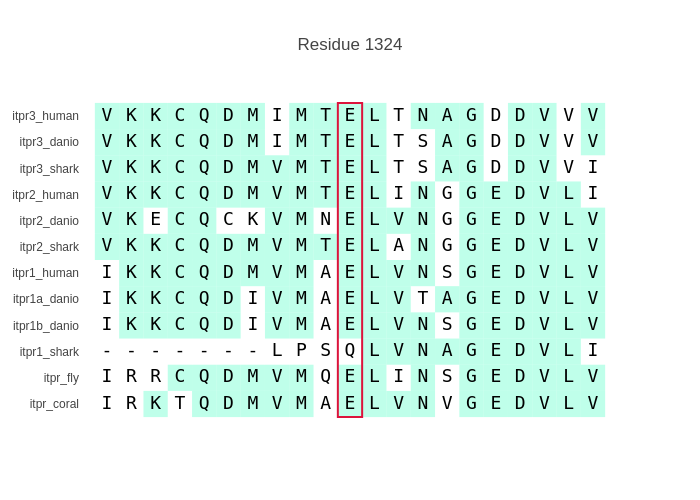 Residue 1324
itpr3_human V K K C Q D M I M T E L T N A G D D V V V
itpr3_danio V K K C Q D M I M T E L T S A G D D V V V
itpr3_shark V K K C Q D M V M T E L T S A G D D V V I
itpr2_human V K K C Q D M V M T E L I N G G E D V L I
itpr2_danio V K E C Q C K V M N E L V N G G E D V L V
itpr2_shark V K K C Q D M V M T E L A N G G E D V L V
itpr1_human I K K C Q D M V M A E L V N S G E D V L V
itpr1a_danio I K K C Q D I V M A E L V T A G E D V L V
itpr1b_danio I K K C Q D I V M A E L V N S G E D V L V
itpr1_shark - - - - - - - L P S Q L V N A G E D V L I
itpr_fly I R R C Q D M V M Q E L I N S G E D V L V
itpr_coral I R K T Q D M V M A E L V N V G E D V L V